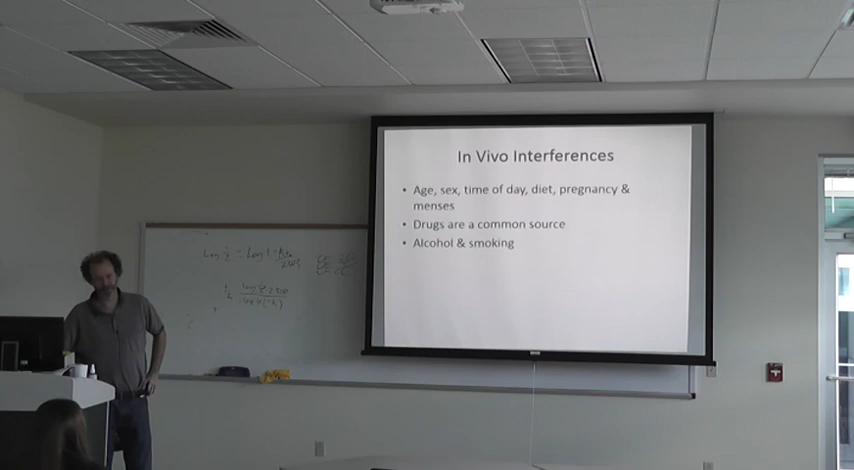 In Vivo Interferences
• Age, sex, time of day, diet, pregnancy &
menses
• Drugs are a common source
• Alcohol & smoking